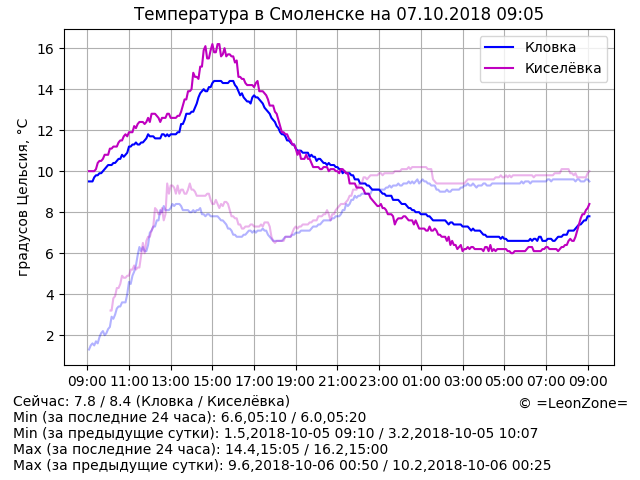 Температура в Смоленске на 07.10.2018 09:05
Кловка
Киселёвка
градусов Цельсия, °C
16
14
12
10
8
6
4
2
09:00 11:00 13:00 15:00 17:00 19:00 21:00 23:00 01:00 03:00 05:00 07:00 09:00
Сейчас: 7.8 / 8.4 (Кловка / Киселёвка)
© =LeonZone=
Min (за последние 24 часа): 6.6,05:10 / 6.0,05:20
Min (за предыдущие сутки): 1.5,2018-10-05 09:10 / 3.2,2018-10-05 10:07
Max (за последние 24 часа): 14.4,15:05 / 16.2,15:00
Max (за предыдущие сутки): 9.6,2018-10-06 00:50 / 10.2,2018-10-06 00:25